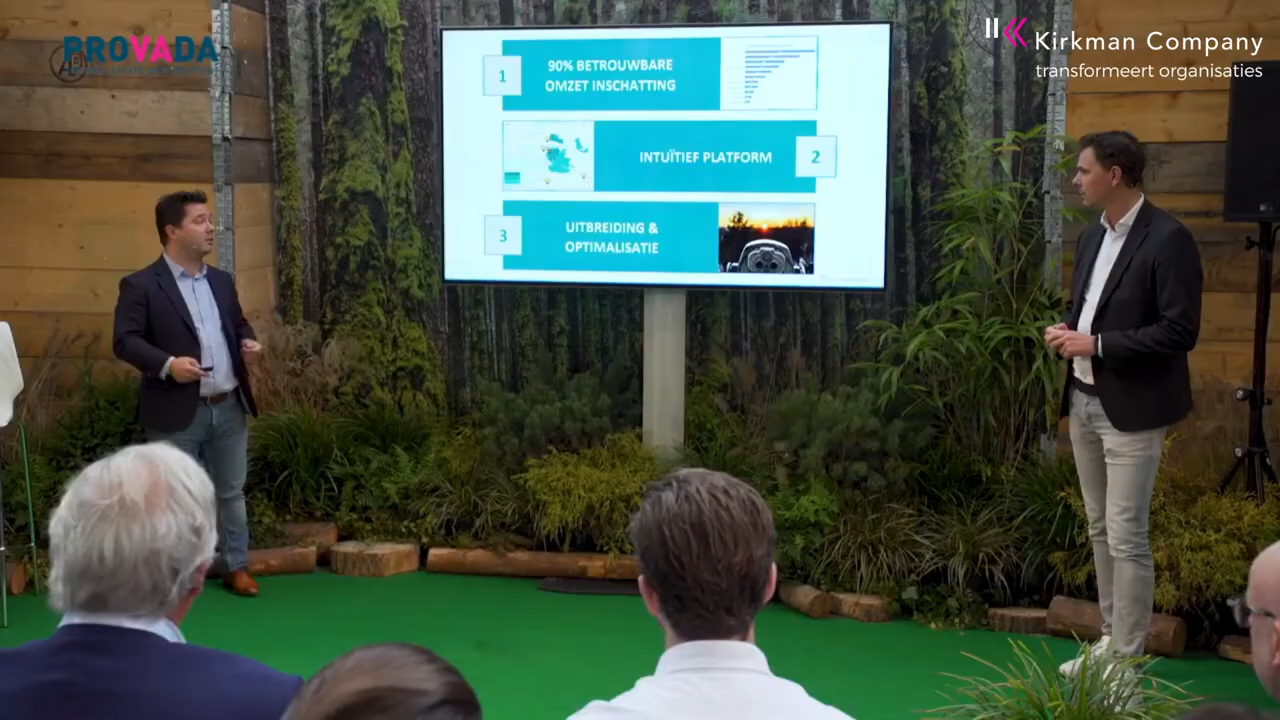 PROVADA
Kirkman Company
transformeert organisaties
1
90% BETROUWBARE
OMZET INSCHATTING
INTUÏTIEF PLATFORM
2
3
UITBREIDING &
OPTIMALISATIE